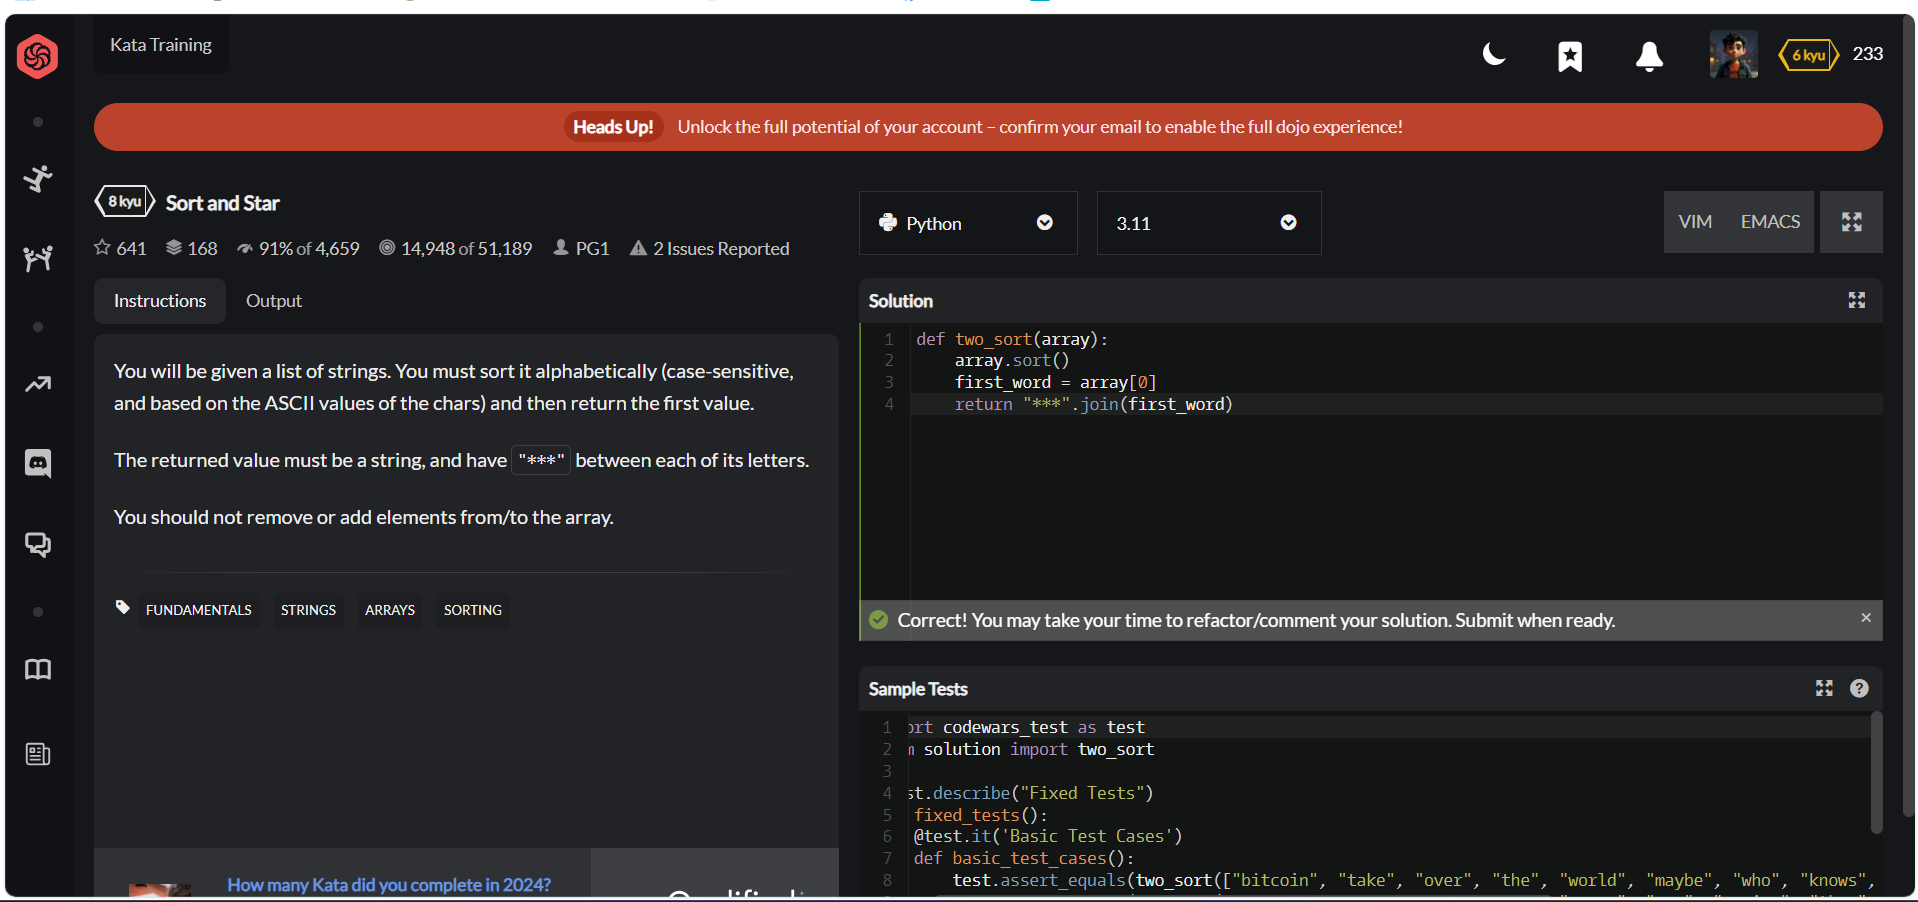 Kata Training
6 kyu 233
Heads Up! Unlock the full potential of your account – confirm your email to enable the full dojo experience!
8 kyu Sort and Star
641 168 91% of 4,659 14,948 of 51,189 PG1 2 Issues Reported
Instructions Output
You will be given a list of strings. You must sort it alphabetically (case-sensitive,
and based on the ASCII values of the chars) and then return the first value.
The returned value must be a string, and have "***" between each of its letters.
You should not remove or add elements from/to the array.
FUNDAMENTALS STRINGS ARRAYS SORTING
How many Kata did you complete in 2024?
Python 3.11 VIM EMACS
Solution
1 def two_sort(array):
2 array.sort()
3 first_word = array[0]
4 return "***".join(first_word)
Correct! You may take your time to refactor/comment your solution. Submit when ready.
Sample Tests
1 ort codewars_test as test
2 m solution import two_sort
3
4 st.describe("Fixed Tests")
5 fixed_tests():
6 @test.it('Basic Test Cases')
7 def basic_test_cases():
8 test.assert_equals(two_sort(["bitcoin", "take", "over", "the", "world", "maybe", "who", "knows",